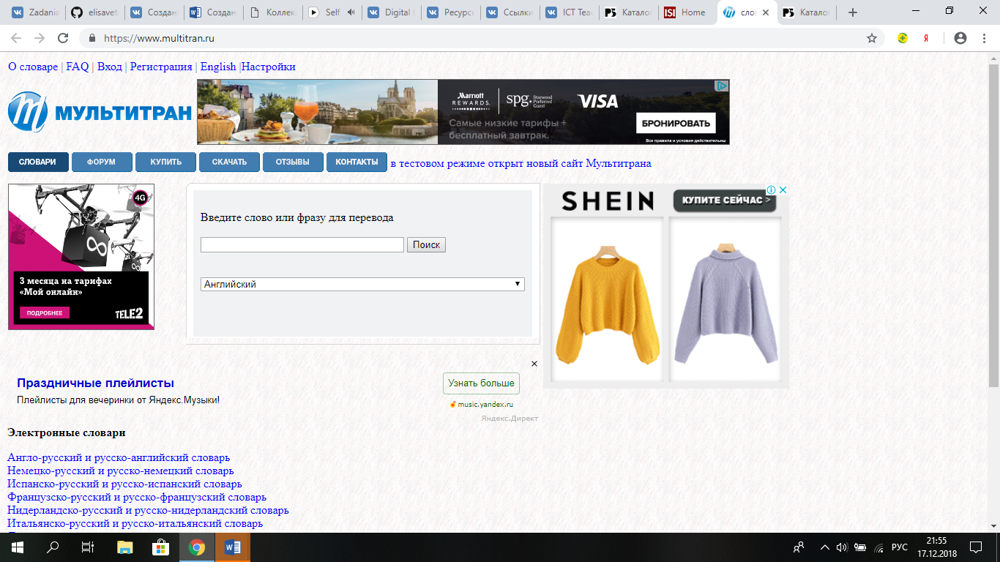 Zadania
elisavet
Создан
Создан
Коллек
Self
Digital t
Ресурсы
Ссылки
ICT Teac
Каталог
Home
сло
Каталог
https://www.multitran.ru
О словаре | FAQ | Вход | Регистрация | English |Настройки
МУЛЬТИТРАН
Marriott REWARDS. spg. Starwood Preferred Guest VISA
Самые низкие тарифы +
бесплатный завтрак.
БРОНИРОВАТЬ
Все правила и условия действительны
СЛОВАРИ ФОРУМ КУПИТЬ СКАЧАТЬ ОТЗЫВЫ КОНТАКТЫ в тестовом режиме открыт новый сайт Мультитрана
4G
3 месяца на тарифах
«Мой онлайн»
ПОДРОБНЕЕ
TELE2
Введите слово или фразу для перевода
Поиск
Английский
SHEIN
КУПИТЕ СЕЙЧАС >
Праздничные плейлисты
Плейлисты для вечеринки от Яндекс.Музыки!
Узнать больше
music.yandex.ru
Яндекс.Директ
Электронные словари
Англо-русский и русско-английский словарь
Немецко-русский и русско-немецкий словарь
Испанско-русский и русско-испанский словарь
Французско-русский и русско-французский словарь
Нидерландско-русский и русско-нидерландский словарь
Итальянско-русский и русско-итальянский словарь
РУС
21:55
17.12.2018